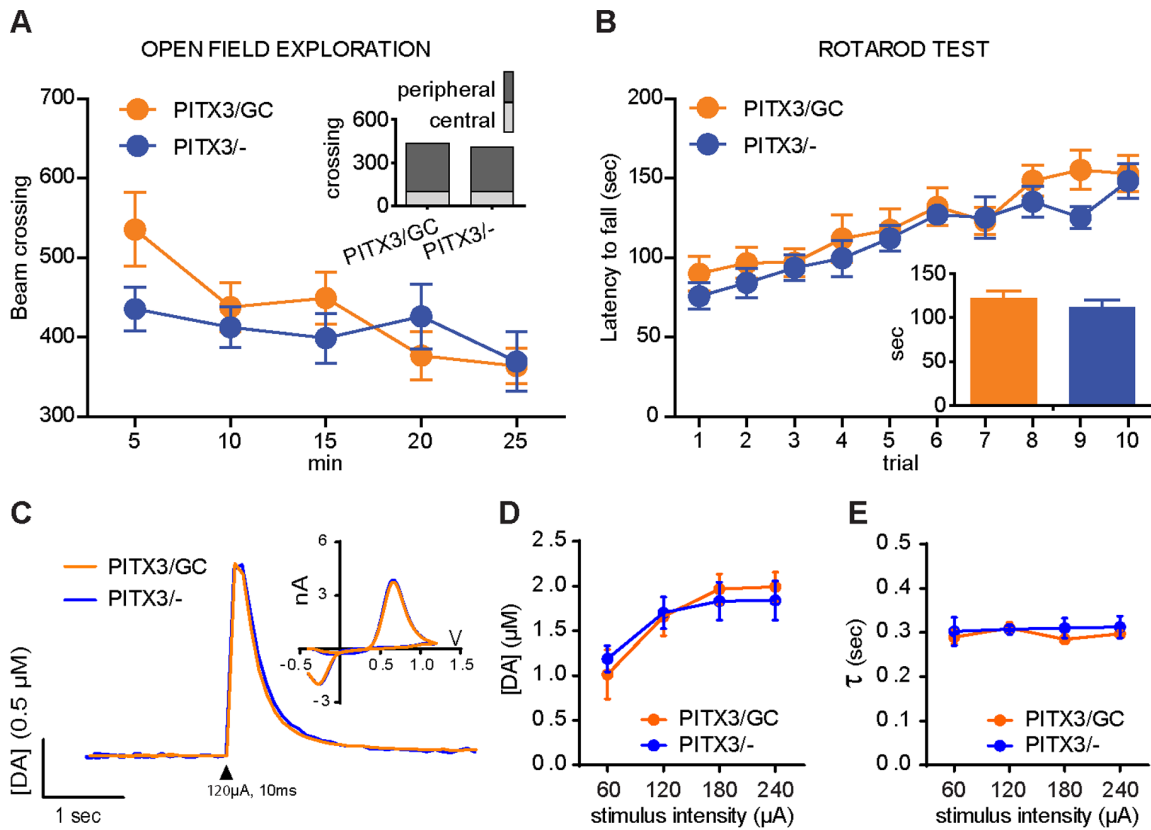 A
OPEN FIELD EXPLORATION
700
600
500
400
300
Beam crossing
5 10 15 20 25
min
PITX3/GC
PITX3/-
peripheral
central
600
300
0
crossing
PITX3/GC
PITX3/-
B
ROTAROD TEST
200
150
100
50
0
Latency to fall (sec)
1 2 3 4 5 6 7 8 9 10
trial
PITX3/GC
PITX3/-
150
100
50
0
sec
C
PITX3/GC
PITX3/-
6
3
-3
nA
V
-0.5 0.5 1.0 1.5
[DA] (0.5 µM)
1 sec
120µA, 10ms
D
2.5
2.0
1.5
1.0
0.5
0.0
[DA] (µM)
PITX3/GC
PITX3/-
60 120 180 240
stimulus intensity (µA)
E
0.5
0.4
0.3
0.2
0.1
0.0
τ (sec)
PITX3/GC
PITX3/-
60 120 180 240
stimulus intensity (µA)